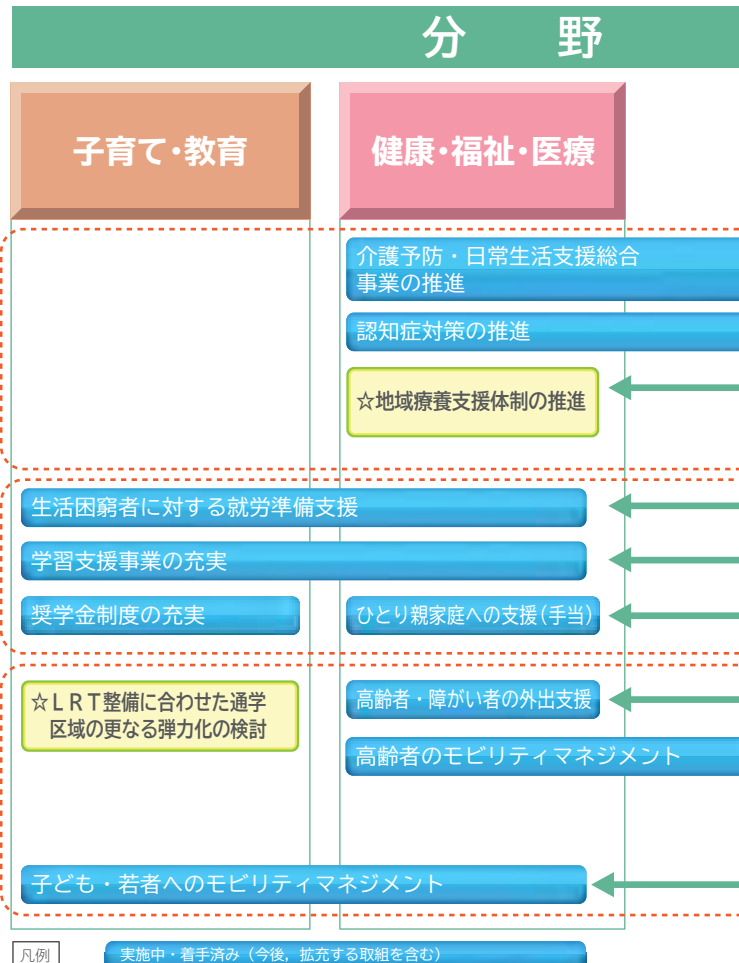 分　野
子育て・教育
健康・福祉・医療
介護予防・日常生活支援総合
事業の推進
認知症対策の推進
☆地域療養支援体制の推進
生活困窮者に対する就労準備支援
学習支援事業の充実
奨学金制度の充実
ひとり親家庭への支援(手当)
☆ＬＲＴ整備に合わせた通学
区域の更なる弾力化の検討
高齢者・障がい者の外出支援
高齢者のモビリティマネジメント
子ども・若者へのモビリティマネジメント
凡例
実施中・着手済み（今後，拡充する取組を含む）